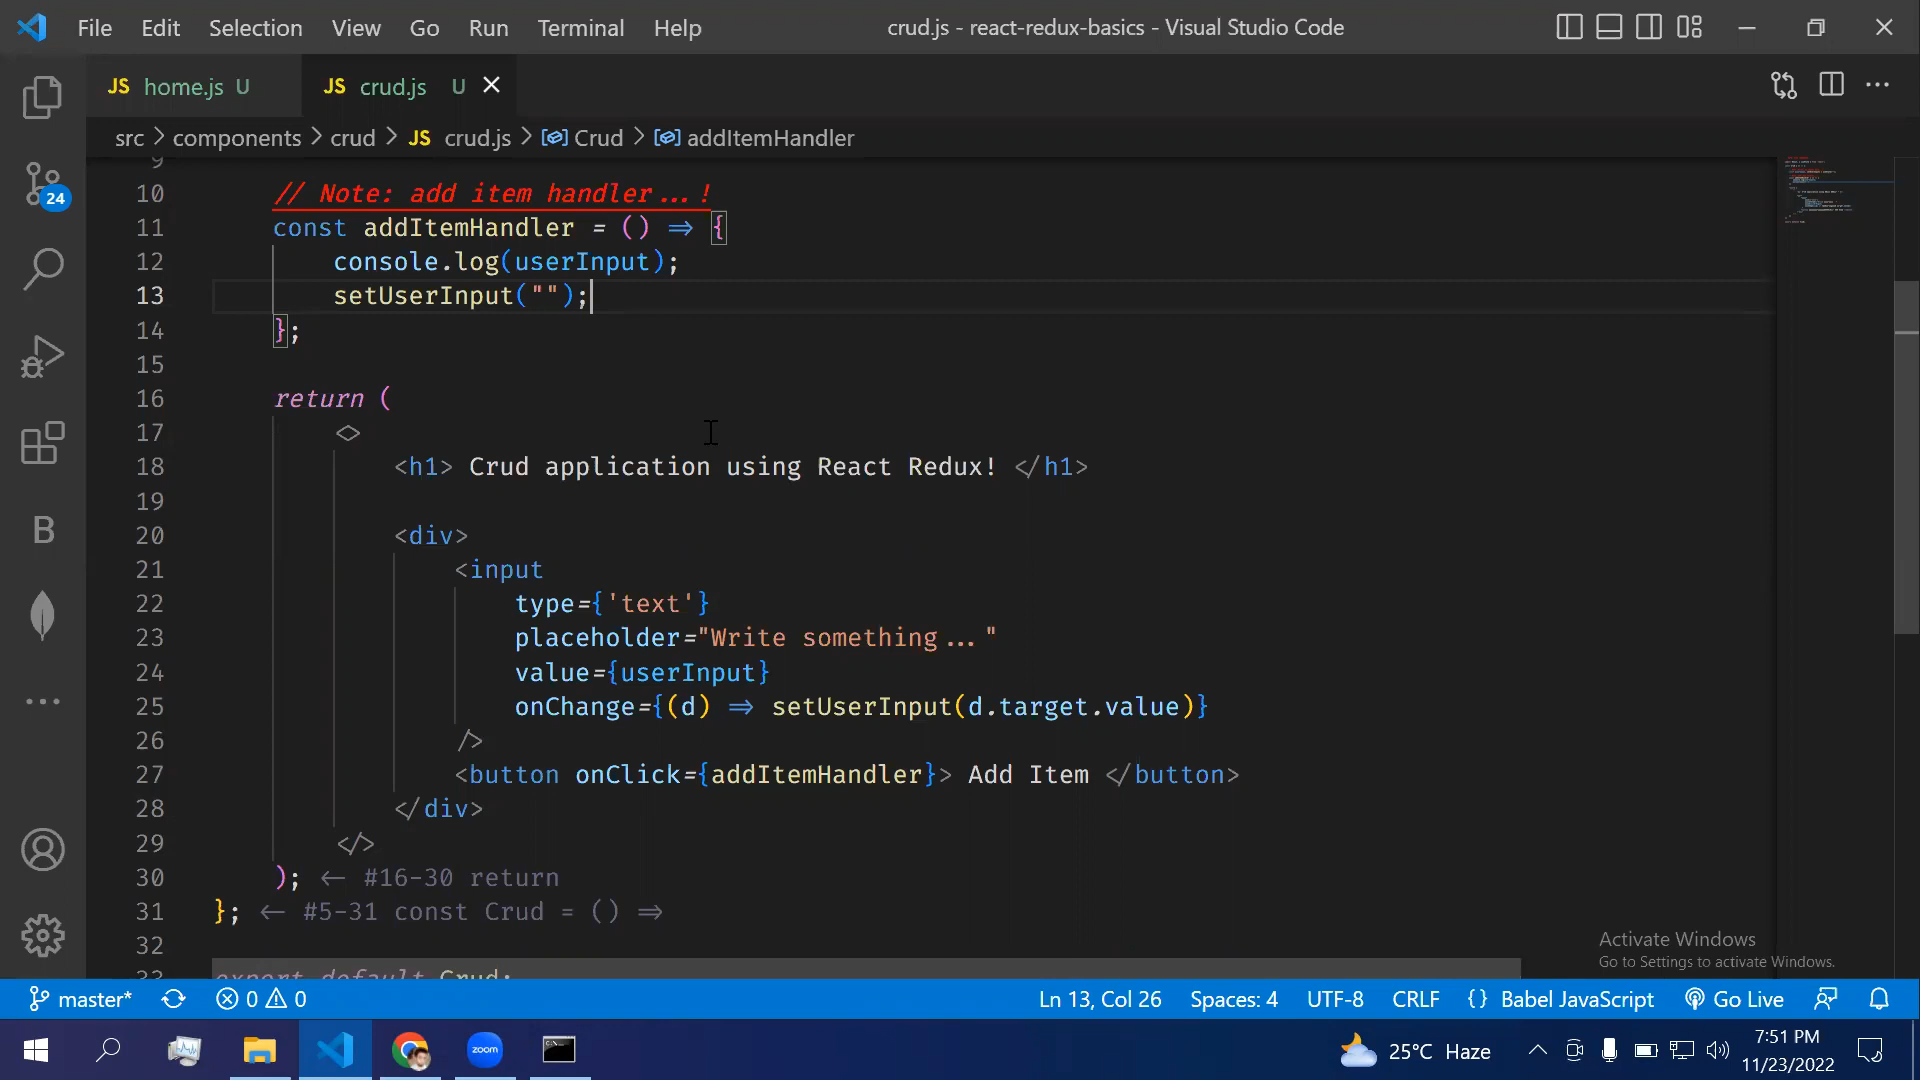 File Edit Selection View Go Run Terminal Help crud.js - react-redux-basics - Visual Studio Code
JS home.js U JS crud.js U
src > components > crud > JS crud.js > Crud > addItemHandler
9
10 // Note: add item handler...!
11 const addItemHandler = () => {
12 console.log(userInput);
13 setUserInput("");
14 };
15
16 return (
17 <>
18 <h1> Crud application using React Redux! </h1>
19
20 <div>
21 <input
22 type={'text'}
23 placeholder="Write something..."
24 value={userInput}
25 onChange={(d) => setUserInput(d.target.value)}
26 />
27 <button onClick={addItemHandler}> Add Item </button>
28 </div>
29 </>
30 ); <- #16-30 return
31 }; <- #5-31 const Crud = () =>
32
33 export default Crud;
24
B
Activate Windows
Go to Settings to activate Windows.
master* 0 0 Ln 13, Col 26 Spaces: 4 UTF-8 CRLF {} Babel JavaScript Go Live
zoom
25°C Haze
7:51 PM
11/23/2022